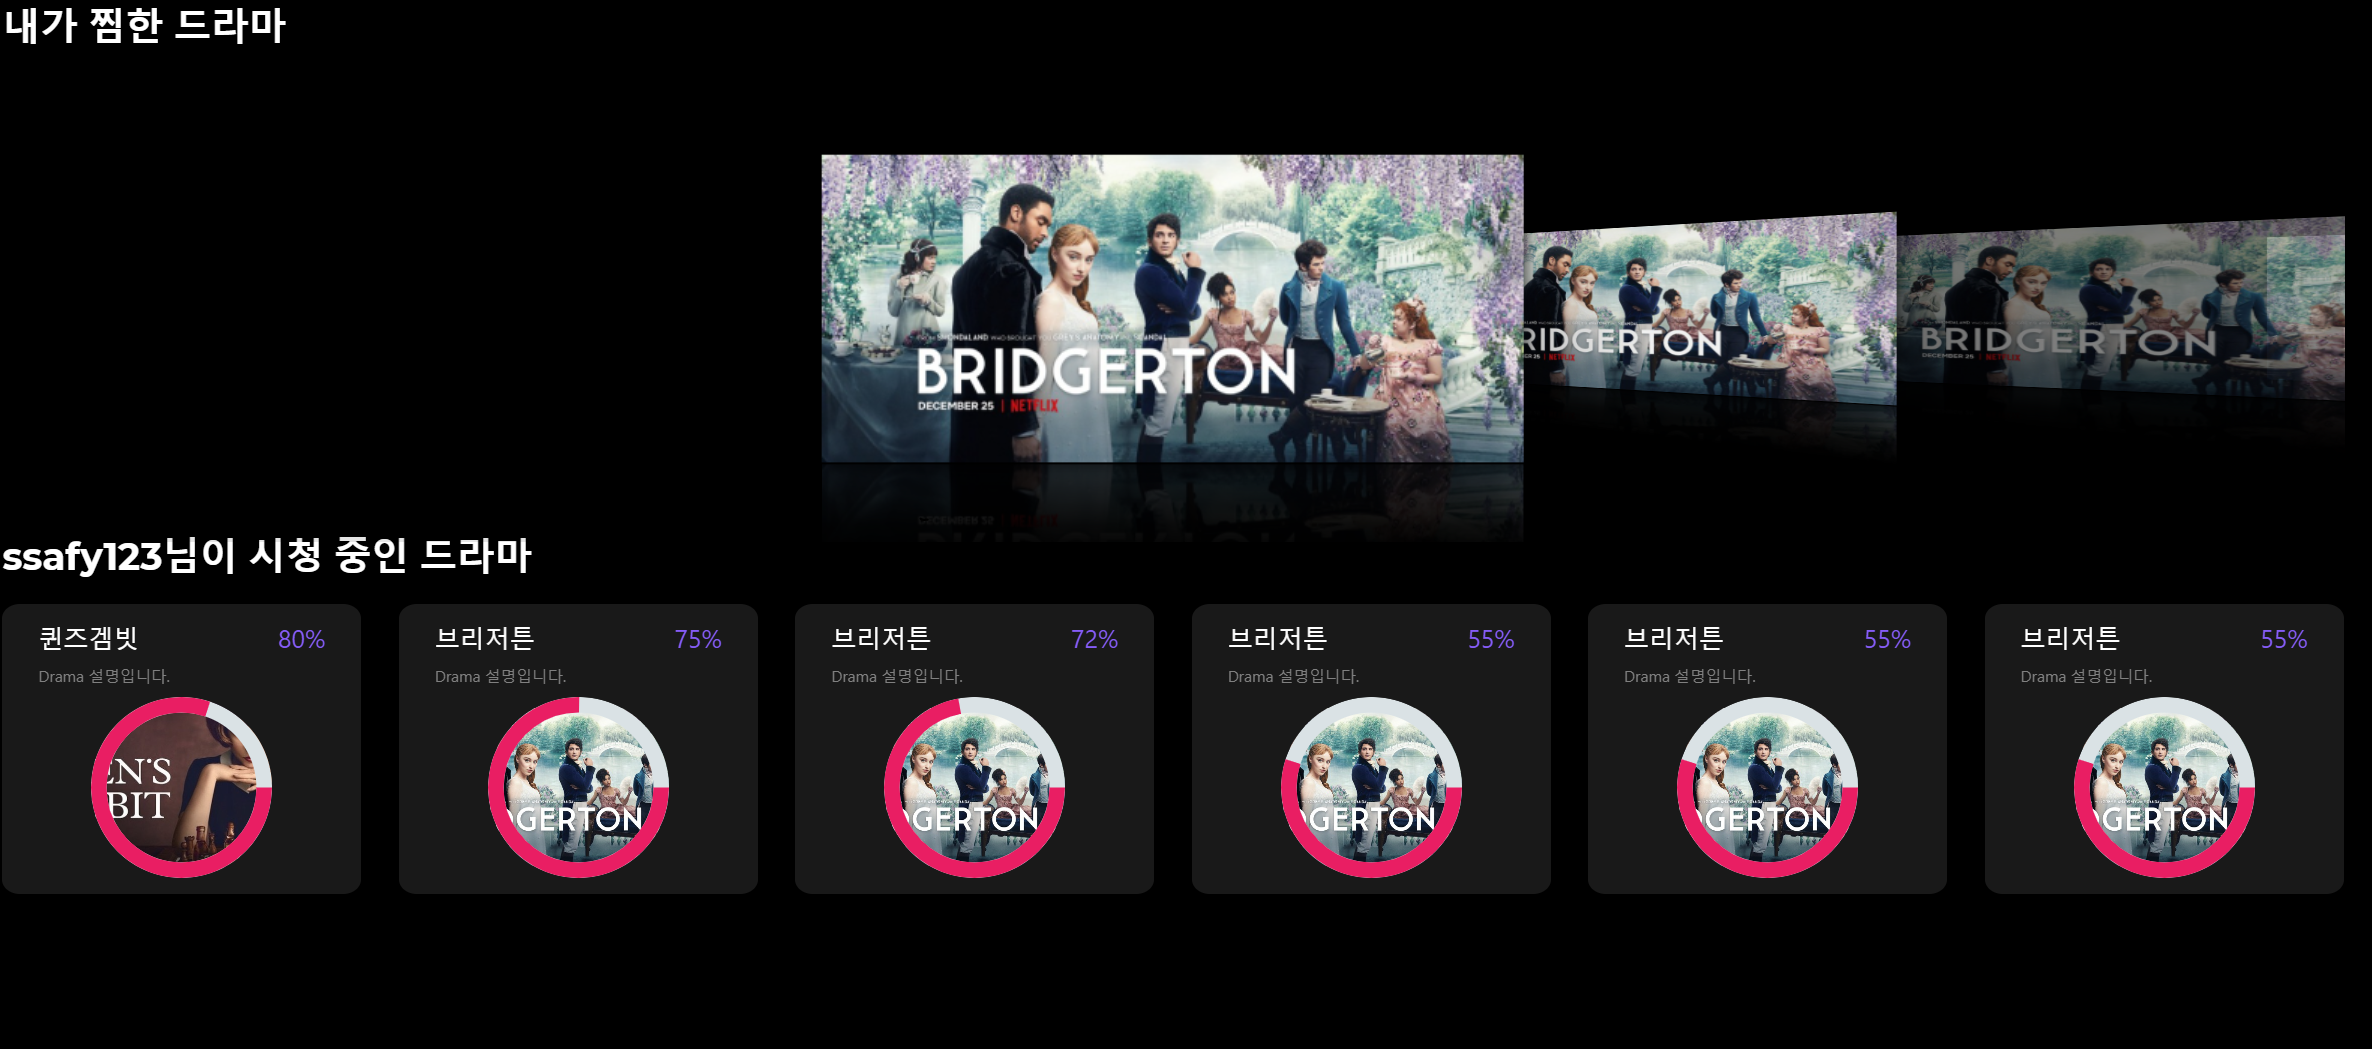 내가 찜한 드라마
BRIDGERTON
DECEMBER 25 | NETFLIX
RIDGERTON
BRIDGERTON
DECEMBER 25 | NETFLIX
ssafy123님이 시청 중인 드라마
퀸즈겜빗 80%
Drama 설명입니다.
EN'S
BIT
브리저튼 75%
Drama 설명입니다.
GERTON
브리저튼 72%
Drama 설명입니다.
GERTON
브리저튼 55%
Drama 설명입니다.
GERTON
브리저튼 55%
Drama 설명입니다.
GERTON
브리저튼 55%
Drama 설명입니다.
GERTON